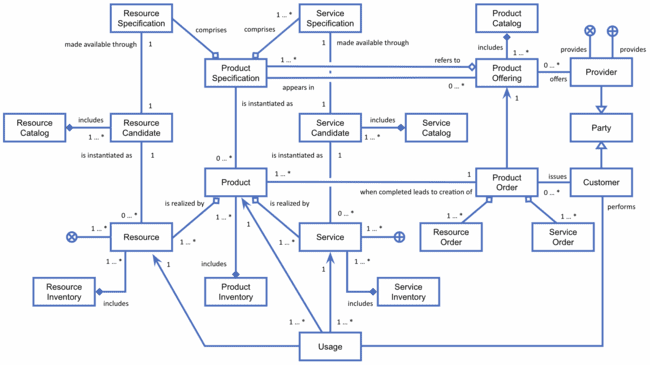 Resource
Specification
comprises
comprises
1 ... *
Service
Specification
Product
Catalog
made available through
1
1
made available through
includes
1 ... *
provides
provides
Product
Specification
1 ... *
refers to
Product
Offering
0 ... *
offers
Provider
appears in
0 ... *
is instantiated as
1
1
1
Resource
Catalog
includes
1 ... *
Resource
Candidate
Service
Candidate
includes
1 ... *
Service
Catalog
Party
is instantiated as
1
0 ... *
is instantiated as
1
Product
1 ... *
1
Product
Order
issues
0 ... *
Customer
when completed leads to creation of
is realized by
is realized by
performs
0 ... *
1 ... *
1
0 ... *
1 ... *
1 ... *
1 ... *
Resource
1 ... *
1 ... *
Service
1 ... *
Resource
Order
Service
Order
1 ... *
1
includes
1
1 ... *
Resource
Inventory
includes
Product
Inventory
includes
Service
Inventory
1 ... *
1 ... *
Usage